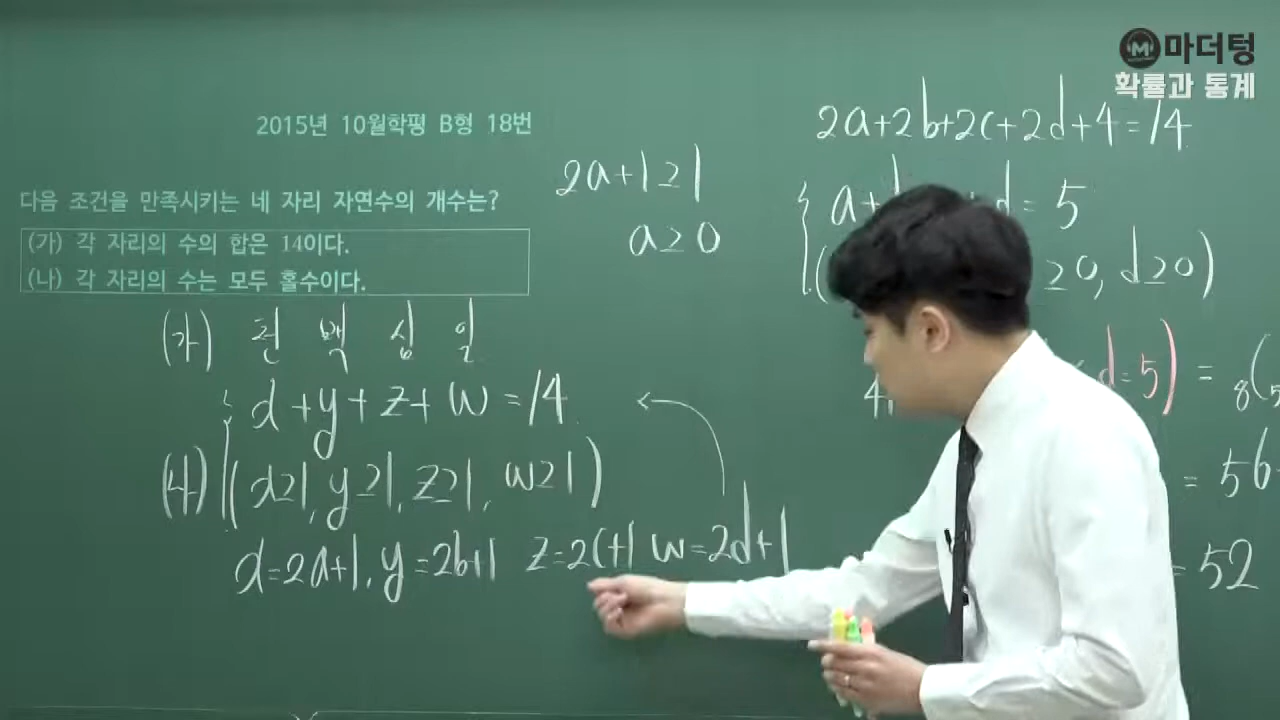 마더텅
확률과 통계
2015년 10월학평 B형 18번
다음 조건을 만족시키는 네 자리 자연수의 개수는?
(가) 각 자리의 수의 합은 14이다.
(나) 각 자리의 수는 모두 홀수이다.
(가) 천 백 십 일
x+y+z+w=14
(나) (x≥1, y≥1, z≥1, w≥1)
x=2a+1, y=2b+1 z=2c+1 w=2d+1
2a+1≥1
a≥0
2a+2b+2c+2d+4=14
d=5
≥0, d≥0)
d=5) = 8
= 56
= 52